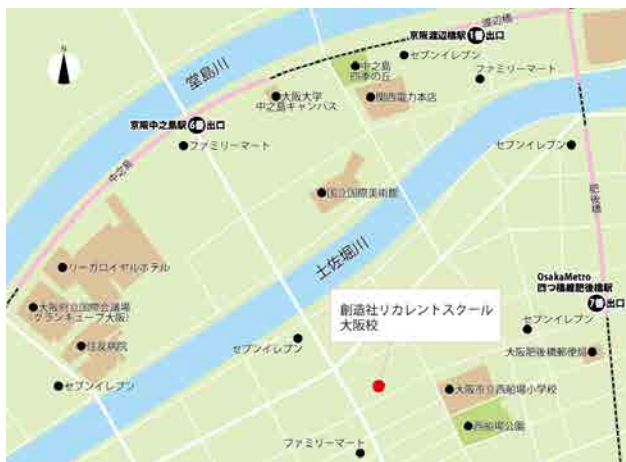 渡辺橋
京阪渡辺橋駅 1番 出口
セブンイレブン
中之島
四季の丘
ファミリーマート
N
堂島川
大阪大学
中之島キャンパス
関西電力本店
京阪中之島駅 6番 出口
ファミリーマート
セブンイレブン
中之島
国立国際美術館
肥後橋
土佐堀川
リーガロイヤルホテル
OsakaMetro
四つ橋線肥後橋駅
7番 出口
創造社リカレントスクール
大阪校
大阪府立国際会議場
(グランキューブ大阪)
セブンイレブン
住友病院
セブンイレブン
大阪肥後橋郵便局
セブンイレブン
大阪市立西船場小学校
西船場公園
ファミリーマート